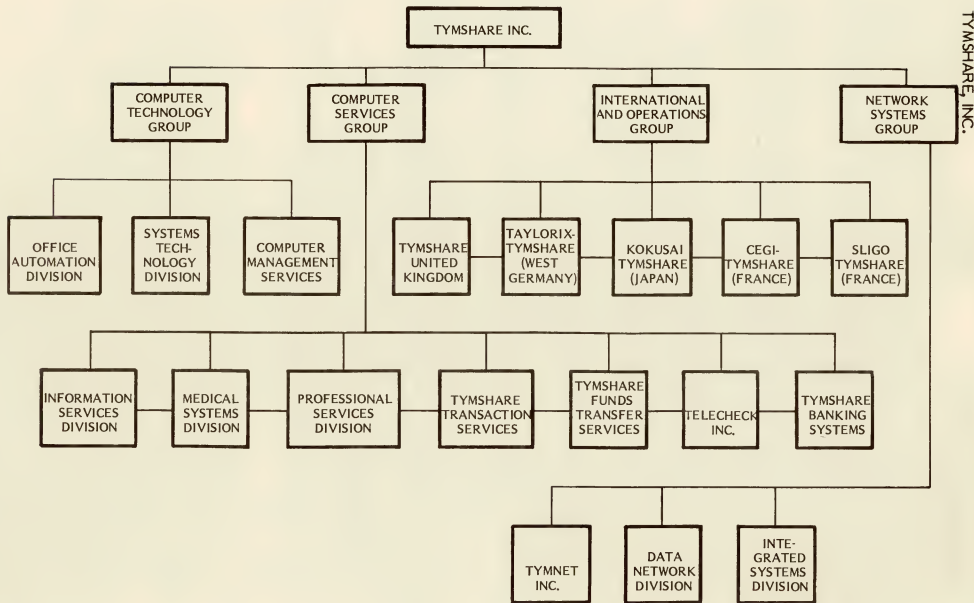 TYMSHARE, INC.
TYMSHARE INC.
COMPUTER
TECHNOLOGY
GROUP
COMPUTER
SERVICES
GROUP
INTERNATIONAL
AND OPERATIONS
GROUP
NETWORK
SYSTEMS
GROUP
OFFICE
AUTOMATION
DIVISION
SYSTEMS
TECH-
NOLOGY
DIVISION
COMPUTER
MANAGEMENT
SERVICES
TYMSHARE
UNITED
KINGDOM
TAYLORIX-
TYMSHARE
(WEST
GERMANY)
KOKUSAI
TYMSHARE
(JAPAN)
CEGI-
TYMSHARE
(FRANCE)
SLIGO
TYMSHARE
(FRANCE)
INFORMATION
SERVICES
DIVISION
MEDICAL
SYSTEMS
DIVISION
PROFESSIONAL
SERVICES
DIVISION
TYMSHARE
TRANSACTION
SERVICES
TYMSHARE
FUNDS
TRANSFER
SERVICES
TELECHECK
INC.
TYMSHARE
BANKING
SYSTEMS
TYMNET
INC.
DATA
NETWORK
DIVISION
INTE-
GRATED
SYSTEMS
DIVISION